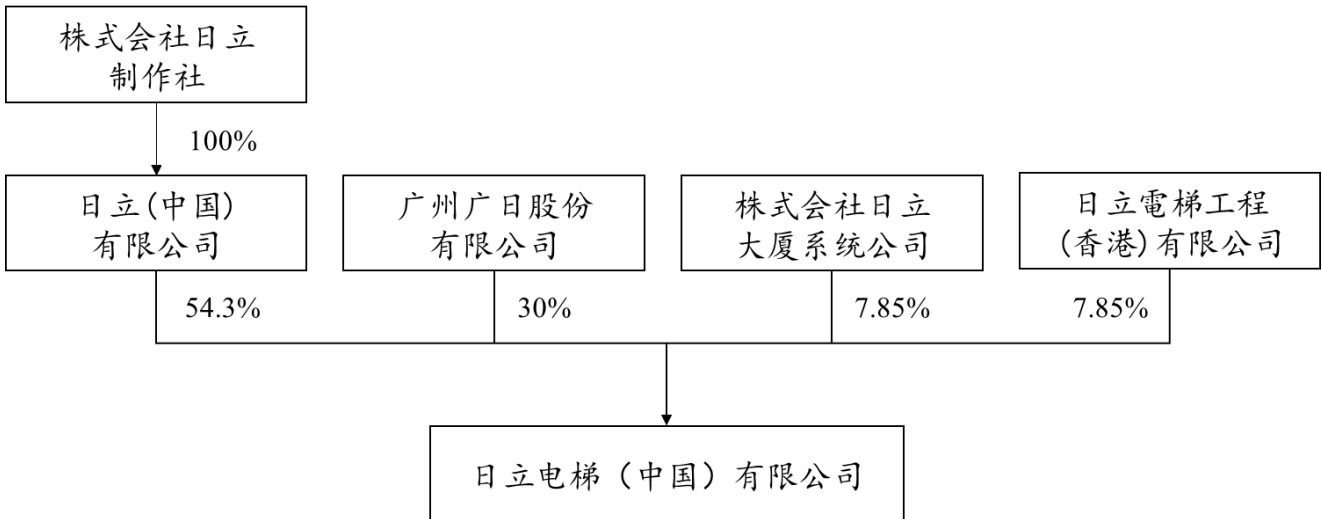 株式会社日立
制作社
100%
日立(中国)
有限公司
广州广日股份
有限公司
株式会社日立
大厦系统公司
日立電梯工程
(香港)有限公司
54.3%
30%
7.85%
7.85%
日立电梯（中国）有限公司